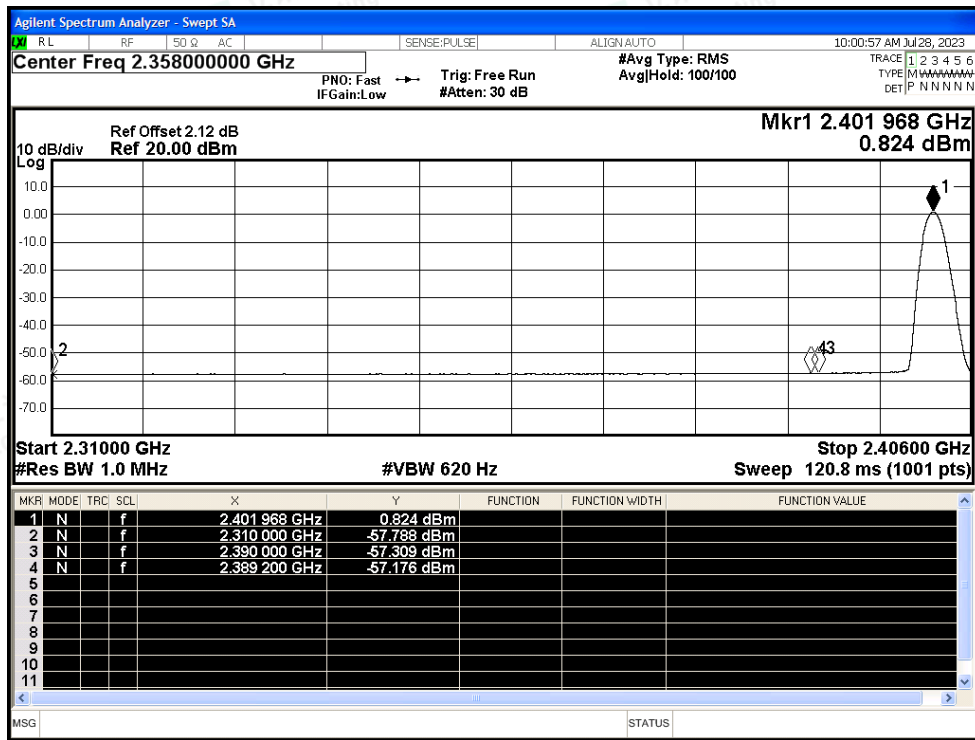 Agilent Spectrum Analyzer - Swept SA
LXI RL RF 50 Ω AC SENSE:PULSE ALIGN AUTO 10:00:57 AM Jul 28, 2023
Center Freq 2.358000000 GHz
PNO: Fast
IFGain:Low
Trig: Free Run
#Atten: 30 dB
#Avg Type: RMS
Avg|Hold: 100/100
TRACE 1 2 3 4 5 6
TYPE MWWWWW
DET P N N N N N
Mkr1 2.401 968 GHz
0.824 dBm
Ref Offset 2.12 dB
10 dB/div Ref 20.00 dBm
Log
10.0
0.00
-10.0
-20.0
-30.0
-40.0
-50.0
-60.0
-70.0
1
2
43
Start 2.31000 GHz Stop 2.40600 GHz
#Res BW 1.0 MHz #VBW 620 Hz Sweep 120.8 ms (1001 pts)
MKR MODE TRC SCL X Y FUNCTION FUNCTION WIDTH FUNCTION VALUE
1 N f 2.401 968 GHz 0.824 dBm
2 N f 2.310 000 GHz -57.788 dBm
3 N f 2.390 000 GHz -57.309 dBm
4 N f 2.389 200 GHz -57.176 dBm
5
6
7
8
9
10
11
MSG STATUS